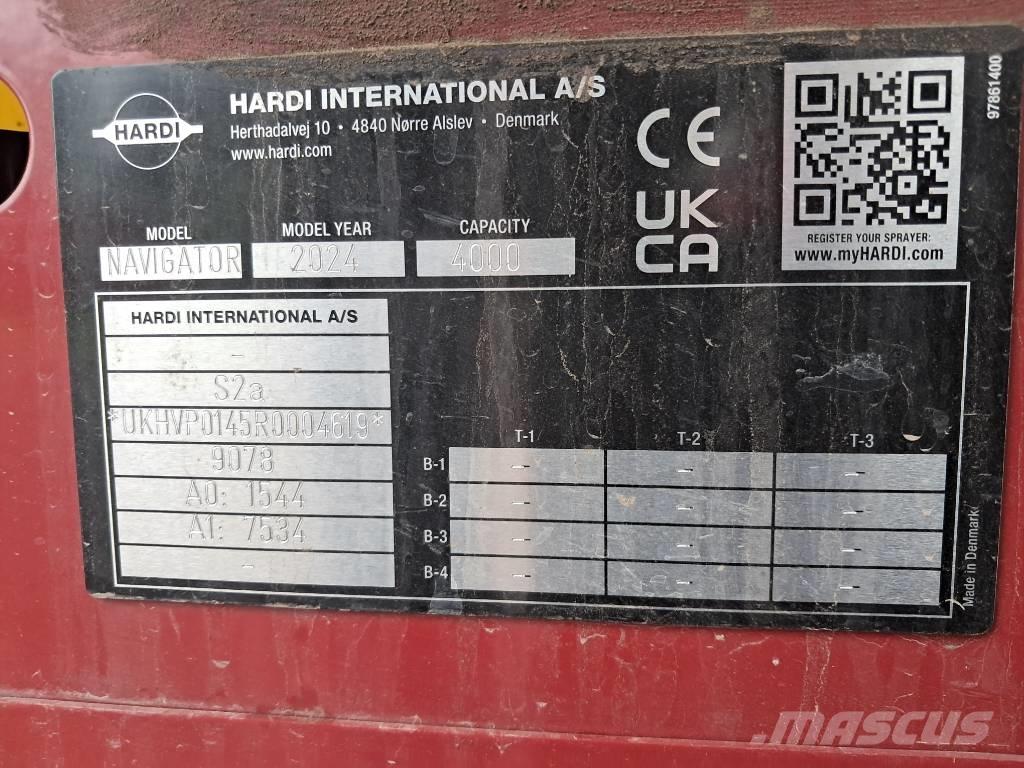 HARDI
HARDI INTERNATIONAL A/S
Herthadalvej 10 • 4840 Nørre Alslev • Denmark
www.hardi.com
CE
UK
CA
REGISTER YOUR SPRAYER:
www.myHARDI.com
97861400
MODEL MODEL YEAR CAPACITY
NAVIGATOR 2024 4000
HARDI INTERNATIONAL A/S
-
S2a
*UKHVP0145R0004619*
9078
A0: 1544
A1: 7534
-
T-1 T-2 T-3
B-1 - - -
B-2 - - -
B-3 - - -
B-4 - - -
Made in Denmark
MASCUS